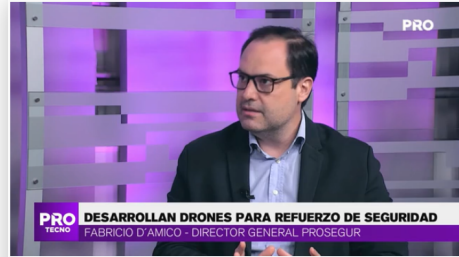 PRO
PRO
TECNO
DESARROLLAN DRONES PARA REFUERZO DE SEGURIDAD
FABRICIO D´AMICO - DIRECTOR GENERAL PROSEGUR